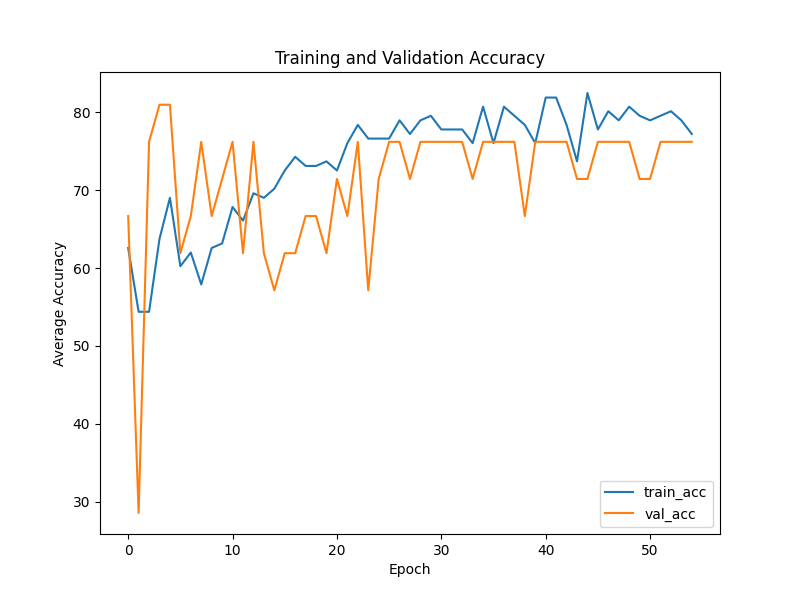 Training and Validation Accuracy
Average Accuracy
80
70
60
50
40
30
0 10 20 30 40 50
Epoch
train_acc
val_acc